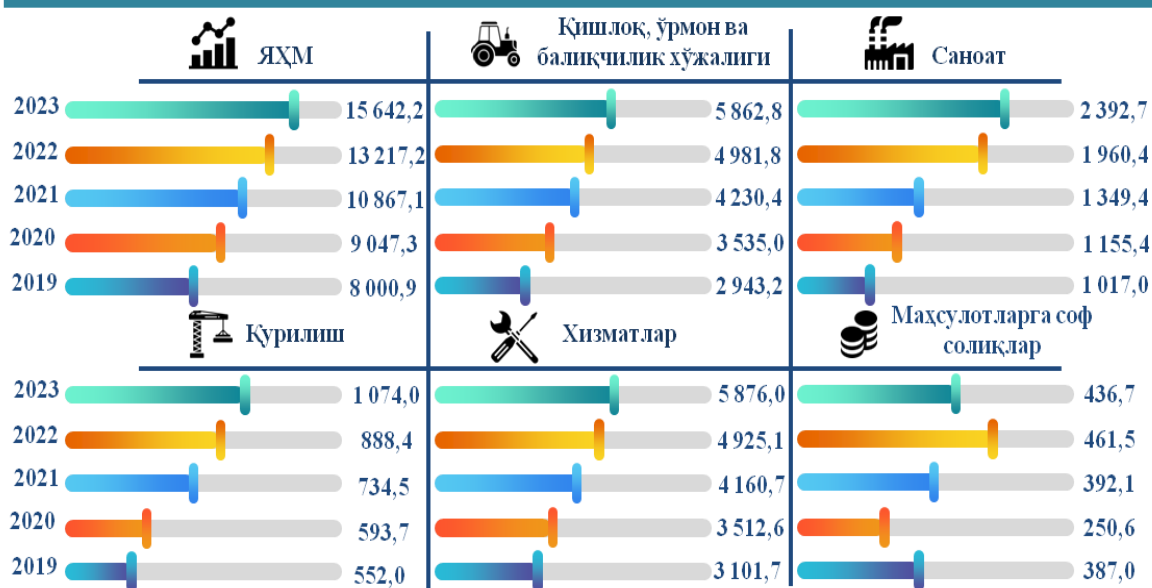 ЯҲМ
2023 15 642,2
2022 13 217,2
2021 10 867,1
2020 9 047,3
2019 8 000,9
Қишлоқ, ўрмон ва
балиқчилик хўжалиги
5 862,8
4 981,8
4 230,4
3 535,0
2 943,2
Саноат
2 392,7
1 960,4
1 349,4
1 155,4
1 017,0
Қурилиш
2023 1 074,0
2022 888,4
2021 734,5
2020 593,7
2019 552,0
Хизматлар
5 876,0
4 925,1
4 160,7
3 512,6
3 101,7
Маҳсулотларга соф
солиқлар
436,7
461,5
392,1
250,6
387,0